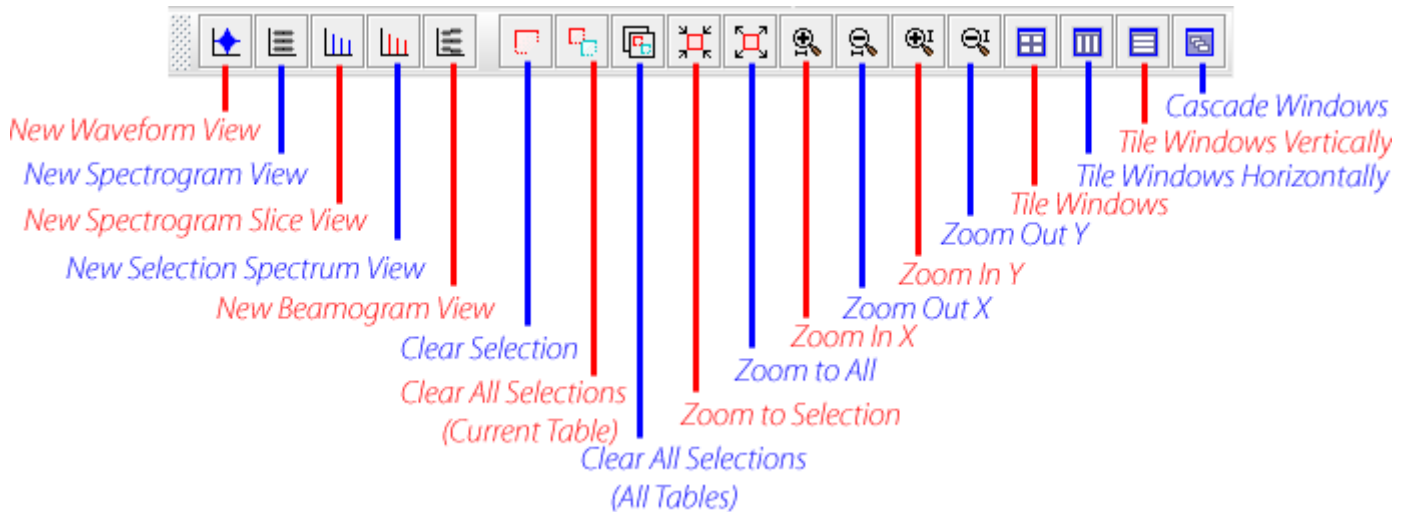 New Waveform View
New Spectrogram View
New Spectrogram Slice View
New Selection Spectrum View
New Beamogram View
Clear Selection
Clear All Selections
(Current Table)
Clear All Selections
(All Tables)
Zoom to Selection
Zoom to All
Zoom In X
Zoom Out X
Zoom In Y
Zoom Out Y
Tile Windows
Tile Windows Horizontally
Tile Windows Vertically
Cascade Windows